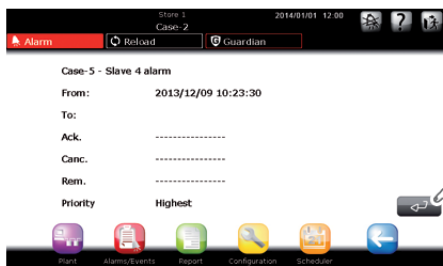 Store 1
2014/01/01 12:00
Case-2
Alarm
Reload
Guardian
Case-5 - Slave 4 alarm
From: 2013/12/09 10:23:30
To:
Ack. ----------------
Canc. ----------------
Rem. ----------------
Priority Highest
Plant Alarms/Events Report Configuration Scheduler